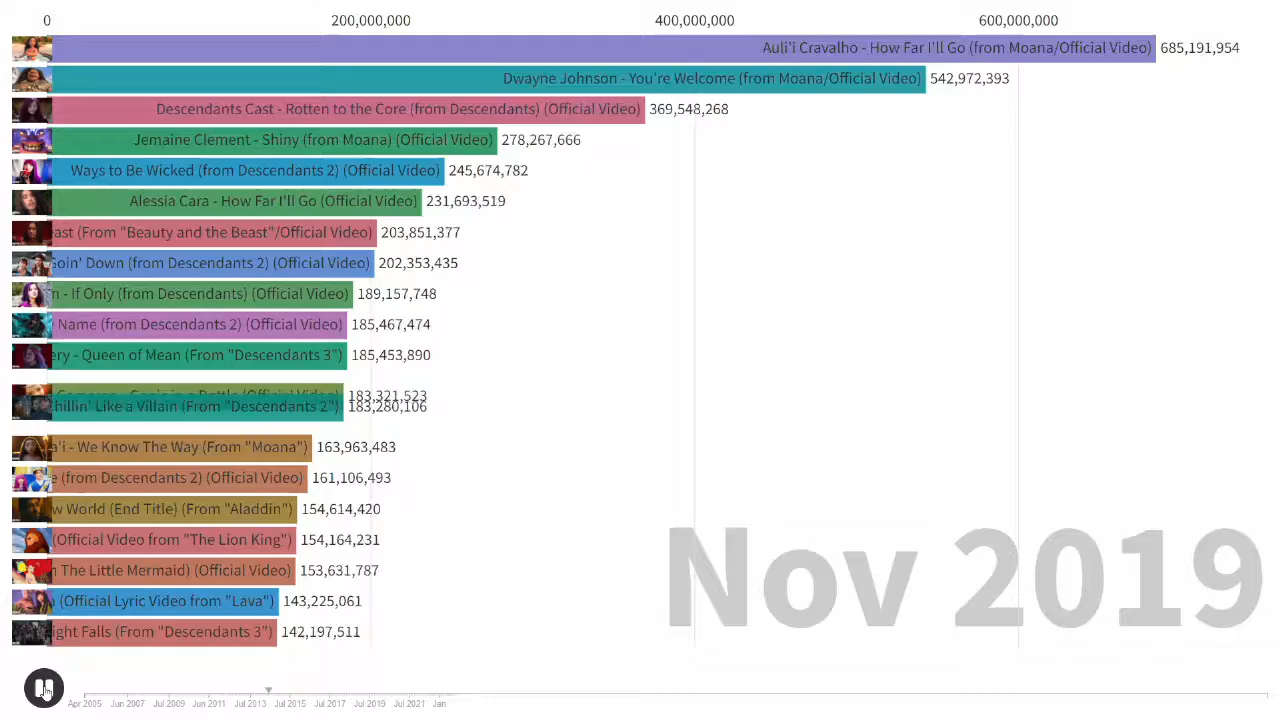 0 200,000,000 400,000,000 600,000,000
Auli'i Cravalho - How Far I'll Go (from Moana/Official Video) 685,191,954
Dwayne Johnson - You're Welcome (from Moana/Official Video) 542,972,393
Descendants Cast - Rotten to the Core (from Descendants) (Official Video) 369,548,268
Jemaine Clement - Shiny (from Moana) (Official Video) 278,267,666
Ways to Be Wicked (from Descendants 2) (Official Video) 245,674,782
Alessia Cara - How Far I'll Go (Official Video) 231,693,519
ast (From "Beauty and the Beast"/Official Video) 203,851,377
Goin' Down (from Descendants 2) (Official Video) 202,353,435
n - If Only (from Descendants) (Official Video) 189,157,748
Name (from Descendants 2) (Official Video) 185,467,474
ery - Queen of Mean (From "Descendants 3") 185,453,890
(Official Video) 183,321,523
hillin' Like a Villain (From "Descendants 2") 183,280,106
a'i - We Know The Way (From "Moana") 163,963,483
e (from Descendants 2) (Official Video) 161,106,493
w World (End Title) (From "Aladdin") 154,614,420
(Official Video from "The Lion King") 154,164,231
The Little Mermaid) (Official Video) 153,631,787
(Official Lyric Video from "Lava") 143,225,061
ight Falls (From "Descendants 3") 142,197,511
Nov 2019
Apr 2005 Jun 2007 Jul 2009 Jun 2011 Jul 2013 Jul 2015 Jul 2017 Jul 2019 Jul 2021 Jan